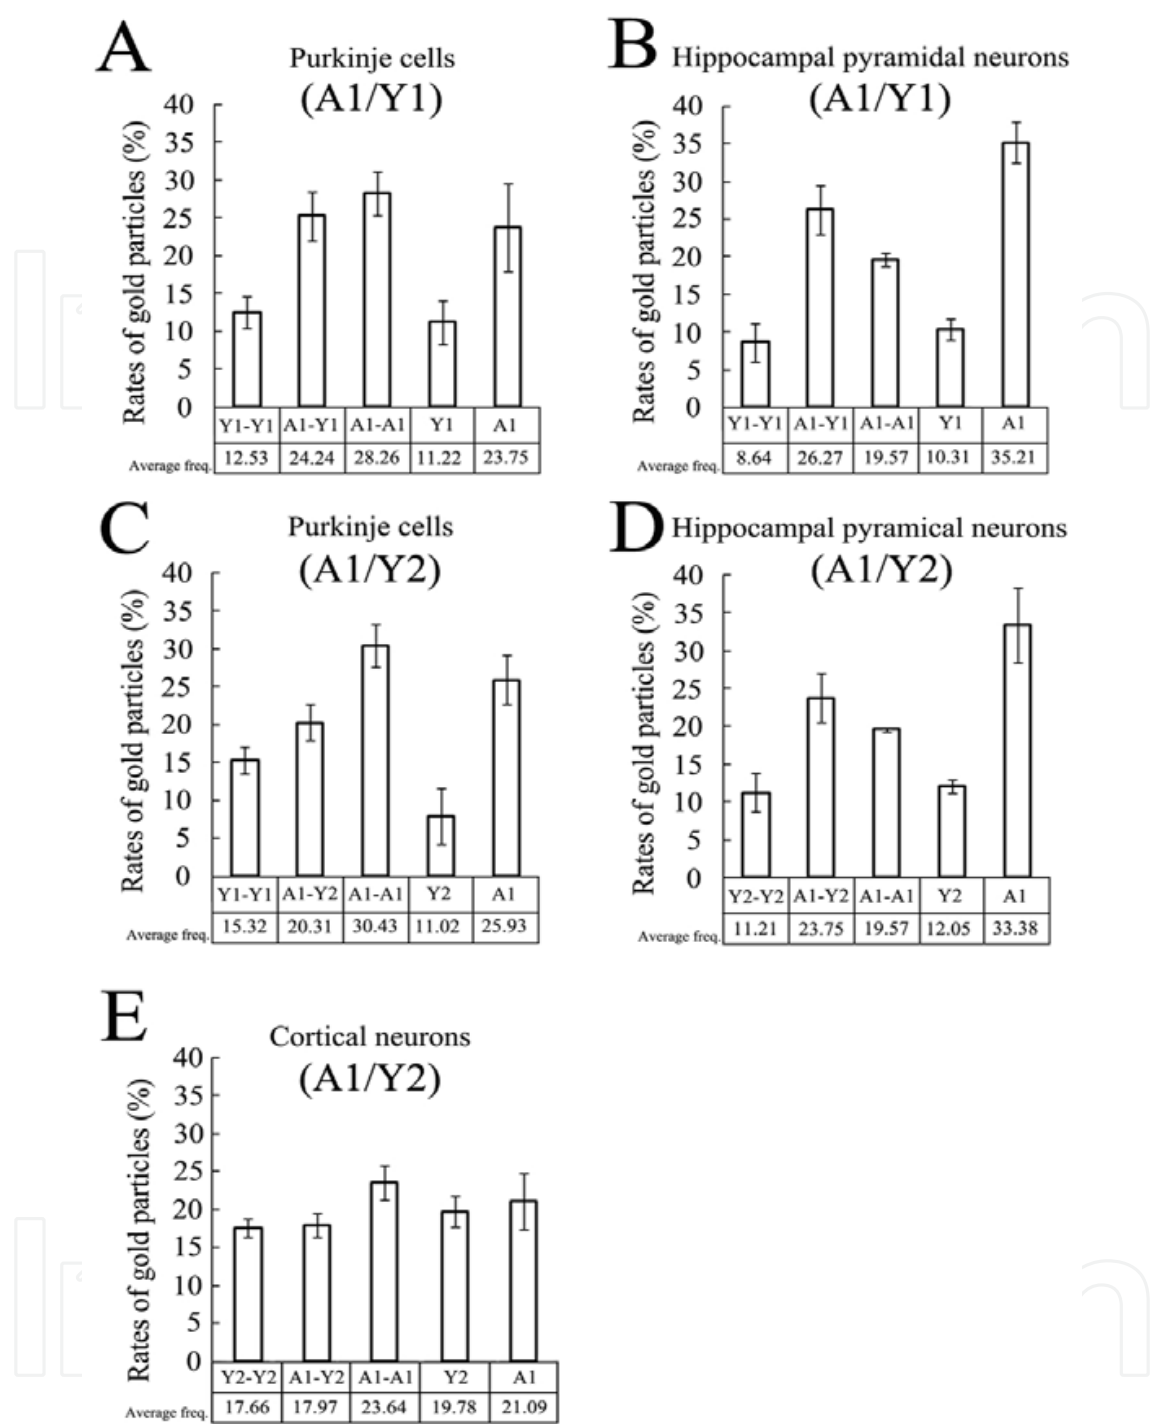 A
Purkinje cells
(A1/Y1)
Rates of gold particles (%)
40
35
30
25
20
15
10
5
0
Y1-Y1 A1-Y1 A1-A1 Y1 A1
Average freq. 12.53 24.24 28.26 11.22 23.75
B
Hippocampal pyramidal neurons
(A1/Y1)
Rates of gold particles (%)
40
35
30
25
20
15
10
5
0
Y1-Y1 A1-Y1 A1-A1 Y1 A1
Average freq. 8.64 26.27 19.57 10.31 35.21
C
Purkinje cells
(A1/Y2)
Rates of gold particles (%)
40
35
30
25
20
15
10
5
0
Y1-Y1 A1-Y2 A1-A1 Y2 A1
Average freq. 15.32 20.31 30.43 11.02 25.93
D
Hippocampal pyramical neurons
(A1/Y2)
Rates of gold particles (%)
40
35
30
25
20
15
10
5
0
Y2-Y2 A1-Y2 A1-A1 Y2 A1
Average freq. 11.21 23.75 19.57 12.05 33.38
E
Cortical neurons
(A1/Y2)
Rates of gold particles (%)
40
35
30
25
20
15
10
5
0
Y2-Y2 A1-Y2 A1-A1 Y2 A1
Average freq. 17.66 17.97 23.64 19.78 21.09